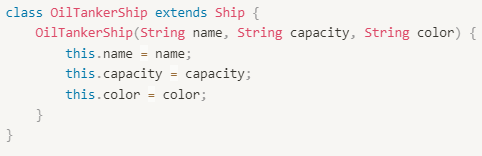 class OilTankerShip extends Ship {
    OilTankerShip(String name, String capacity, String color) {
        this.name = name;
        this.capacity = capacity;
        this.color = color;
    }
}